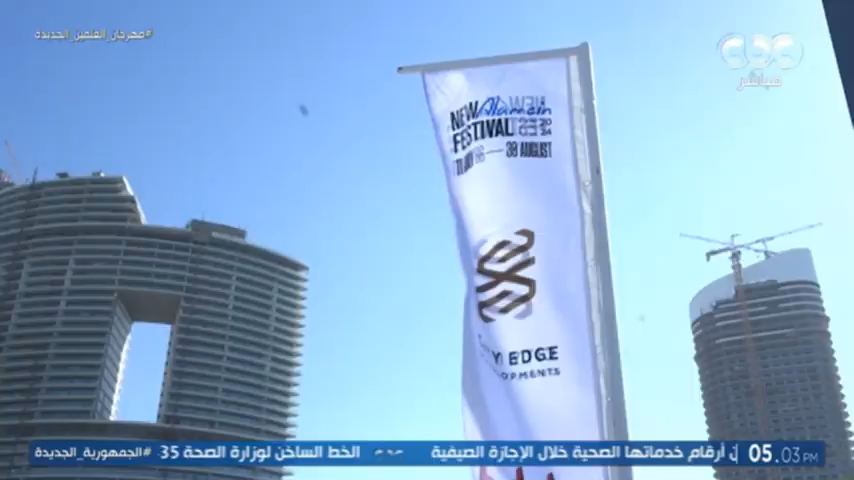 #مهرجان_العلمين_الجديدة
CBC
مباشر
NEW Alamein
FESTIVAL
30 AUGUST
EDGE
05.03 PM
أرقام خدماتها الصحية خلال الإجازة الصيفية
الخط الساخن لوزارة الصحة 35
#الجمهورية_الجديدة